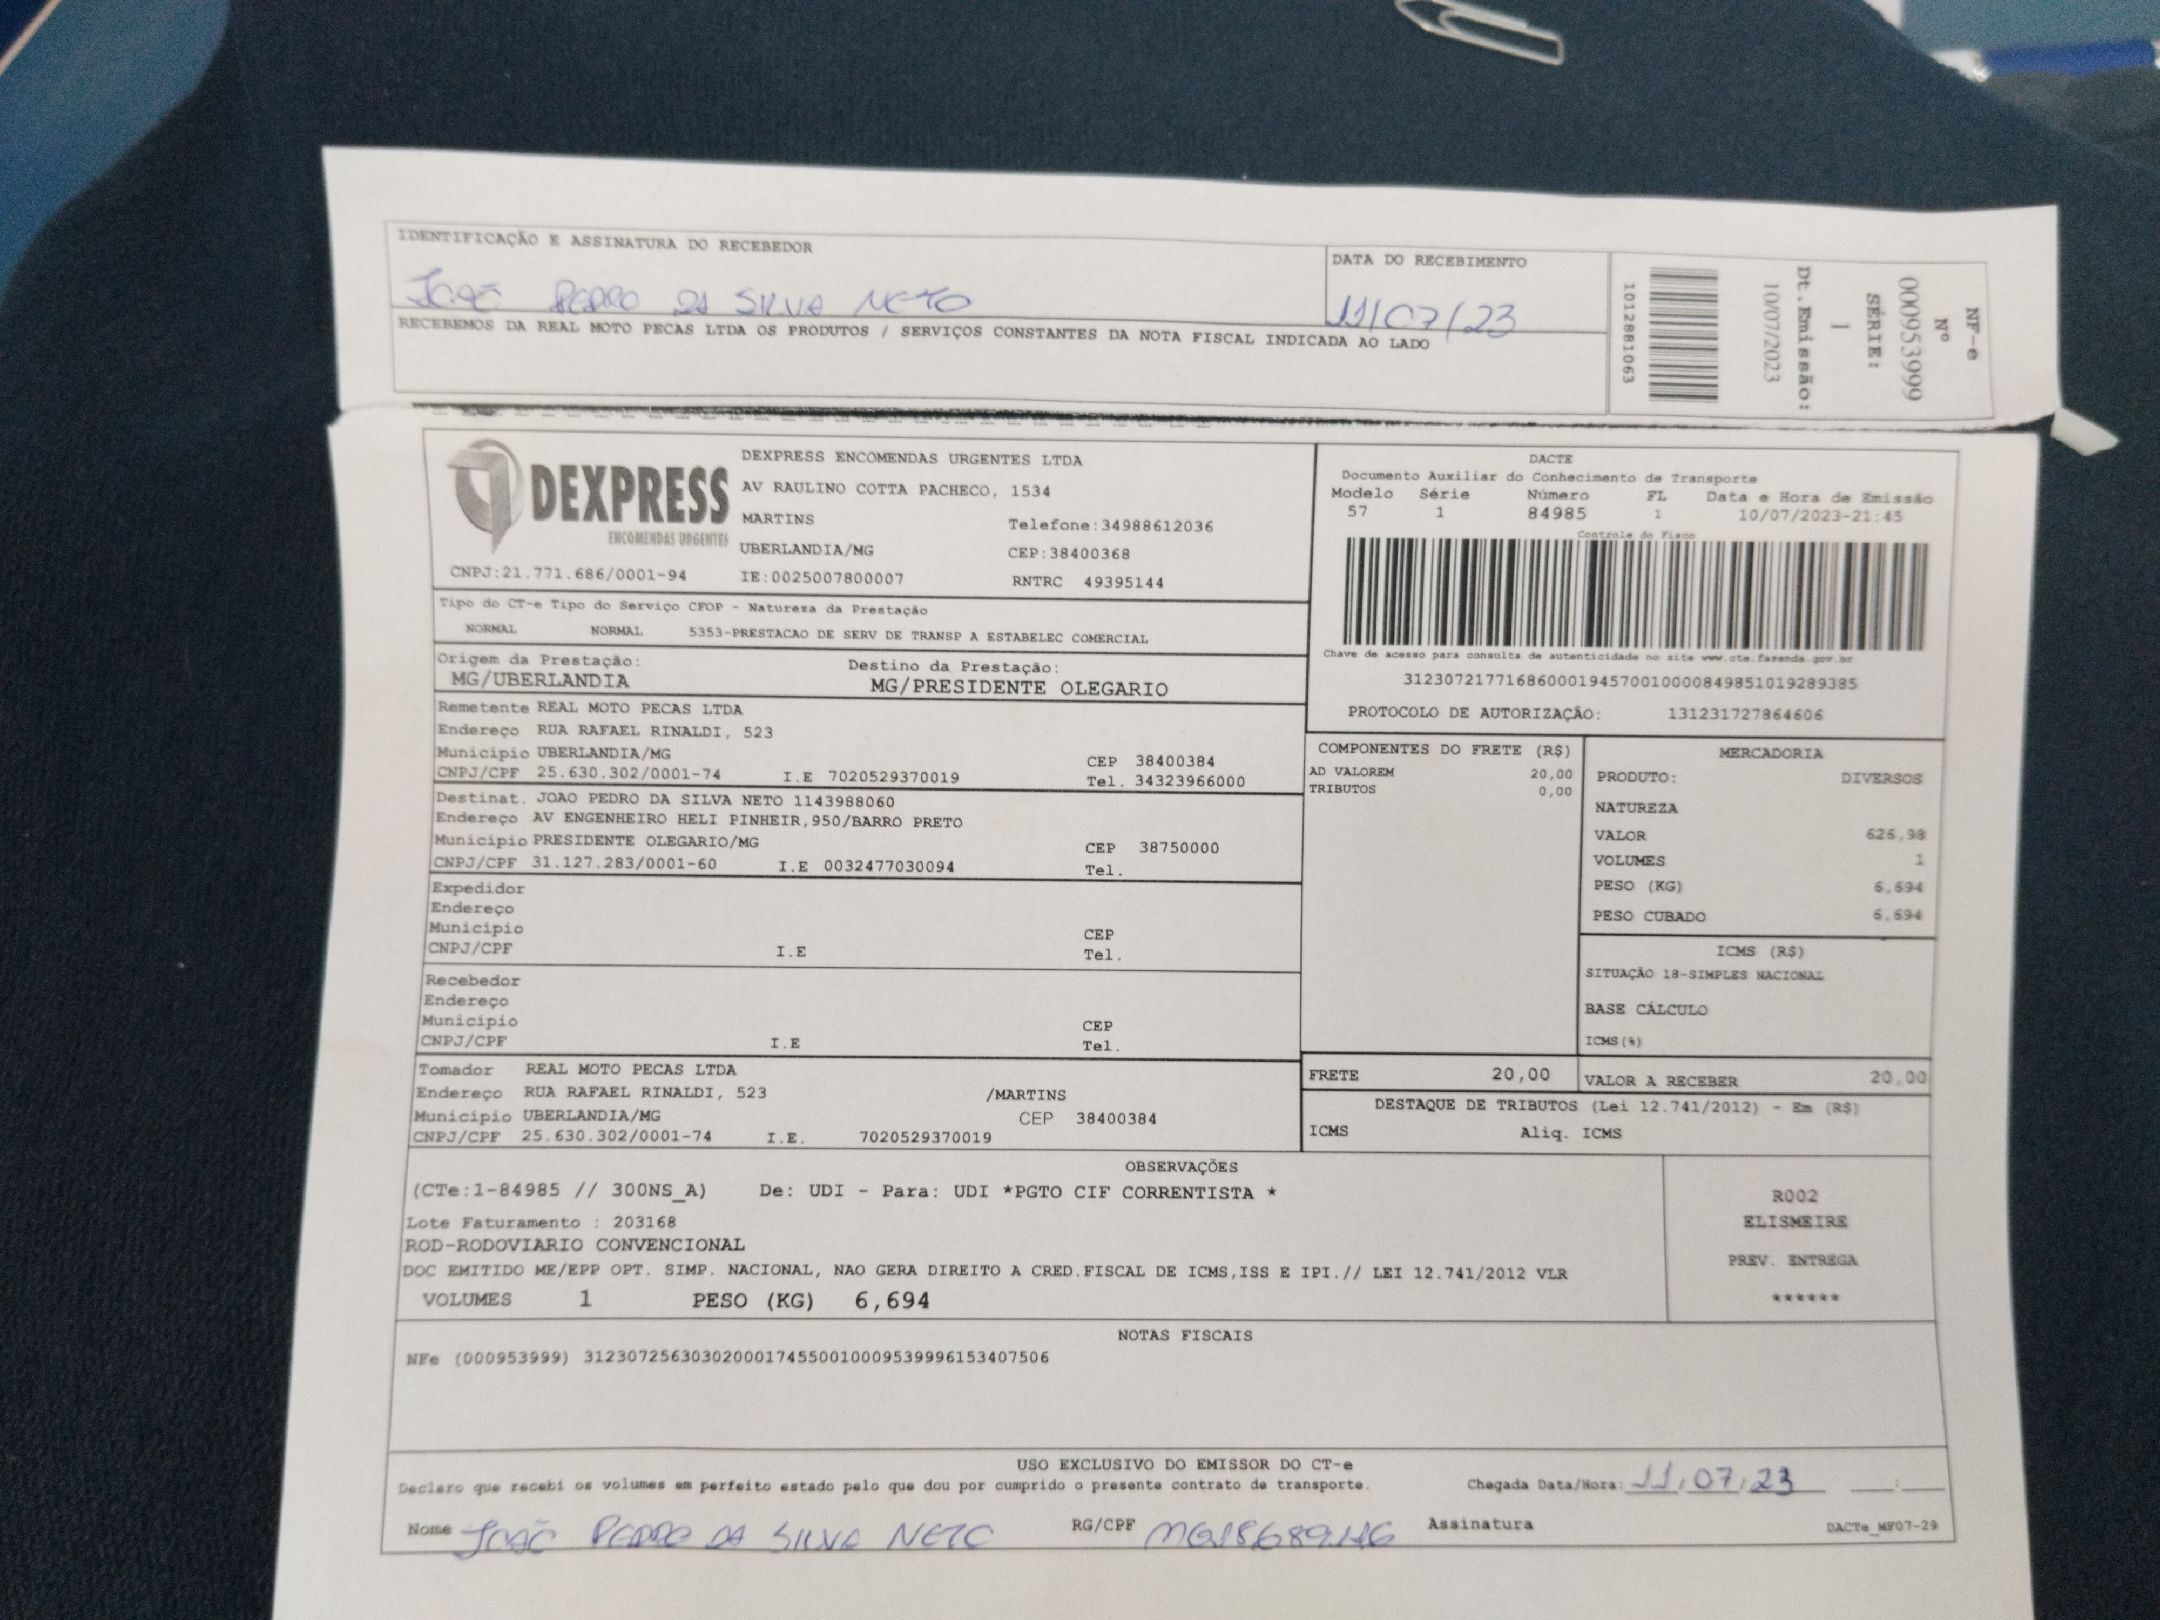 IDENTIFICAÇÃO E ASSINATURA DO RECEBEDOR
JOÃO PEDRO DA SILVA NETO
DATA DO RECEBIMENTO
11/07/23
RECEBEMOS DA REAL MOTO PECAS LTDA OS PRODUTOS / SERVIÇOS CONSTANTES DA NOTA FISCAL INDICADA AO LADO
1012881063
Dt.Emissão:
10/07/2023
SÉRIE:
1
NF-e
Nº
000953999
DEXPRESS
ENCOMENDAS URGENTES
CNPJ:21.771.686/0001-94
DEXPRESS ENCOMENDAS URGENTES LTDA
AV RAULINO COTTA PACHECO, 1534
MARTINS Telefone:34988612036
UBERLANDIA/MG CEP:38400368
IE:0025007800007 RNTRC 49395144
DACTE
Documento Auxiliar do Conhecimento de Transporte
Modelo Série Número FL Data e Hora de Emissão
57 1 84985 1 10/07/2023-21:45
Controle do Fisco
Chave de acesso para consulta de autenticidade no site www.cte.fazenda.gov.br
31230721771686000194570010000849851019289385
PROTOCOLO DE AUTORIZAÇÃO: 131231727864606
Tipo do CT-e Tipo do Serviço CFOP - Natureza da Prestação
NORMAL NORMAL 5353-PRESTACAO DE SERV DE TRANSP A ESTABELEC COMERCIAL
Origem da Prestação: Destino da Prestação:
MG/UBERLANDIA MG/PRESIDENTE OLEGARIO
Remetente REAL MOTO PECAS LTDA
Endereço RUA RAFAEL RINALDI, 523
Município UBERLANDIA/MG CEP 38400384
CNPJ/CPF 25.630.302/0001-74 I.E 7020529370019 Tel. 34323966000
Destinat. JOAO PEDRO DA SILVA NETO 1143988060
Endereço AV ENGENHEIRO HELI PINHEIR,950/BARRO PRETO
Município PRESIDENTE OLEGARIO/MG CEP 38750000
CNPJ/CPF 31.127.283/0001-60 I.E 0032477030094 Tel.
Expedidor
Endereço
Município CEP
CNPJ/CPF I.E Tel.
Recebedor
Endereço
Município CEP
CNPJ/CPF I.E Tel.
Tomador REAL MOTO PECAS LTDA
Endereço RUA RAFAEL RINALDI, 523 /MARTINS
Município UBERLANDIA/MG CEP 38400384
CNPJ/CPF 25.630.302/0001-74 I.E. 7020529370019
COMPONENTES DO FRETE (R$)
AD VALOREM 20,00
TRIBUTOS 0,00
MERCADORIA
PRODUTO: DIVERSOS
NATUREZA
VALOR 626,98
VOLUMES 1
PESO (KG) 6,694
PESO CUBADO 6,694
ICMS (R$)
SITUAÇÃO 18-SIMPLES NACIONAL
BASE CÁLCULO
ICMS(%)
FRETE 20,00 VALOR A RECEBER 20,00
DESTAQUE DE TRIBUTOS (Lei 12.741/2012) - Em (R$)
ICMS Aliq. ICMS
OBSERVAÇÕES
(CTe:1-84985 // 300NS_A) De: UDI - Para: UDI *PGTO CIF CORRENTISTA *
Lote Faturamento : 203168
ROD-RODOVIARIO CONVENCIONAL
DOC EMITIDO ME/EPP OPT. SIMP. NACIONAL, NAO GERA DIREITO A CRED.FISCAL DE ICMS,ISS E IPI.// LEI 12.741/2012 VLR
VOLUMES 1 PESO (KG) 6,694
R002
ELISMEIRE
PREV. ENTREGA
******
NOTAS FISCAIS
NFe (000953999) 31230725630302000174550010009539996153407506
USO EXCLUSIVO DO EMISSOR DO CT-e
Declaro que recebi os volumes em perfeito estado pelo que dou por cumprido o presente contrato de transporte. Chegada Data/Hora: 11/07/23 :
Nome JOÃO PEDRO DA SILVA NETO RG/CPF Assinatura DACTe_MF07-29